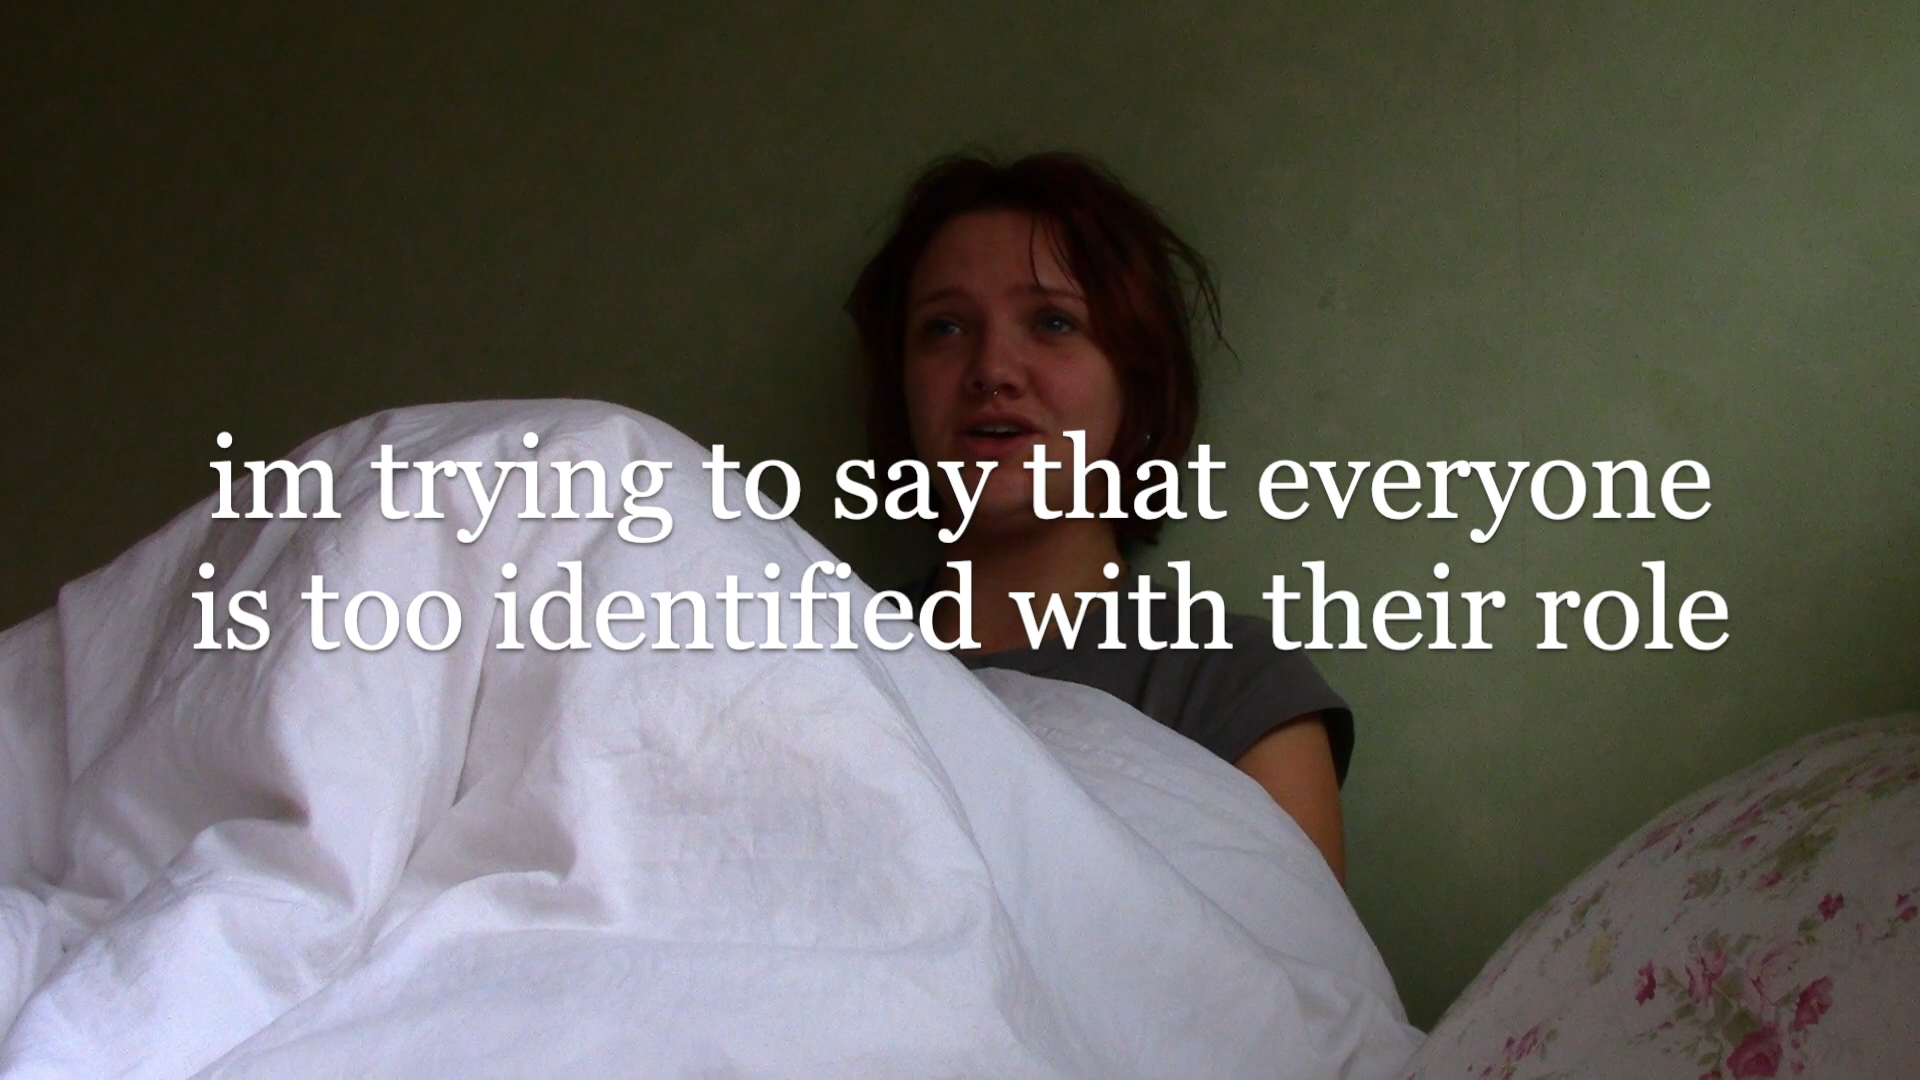 im trying to say that everyone
is too identified with their role